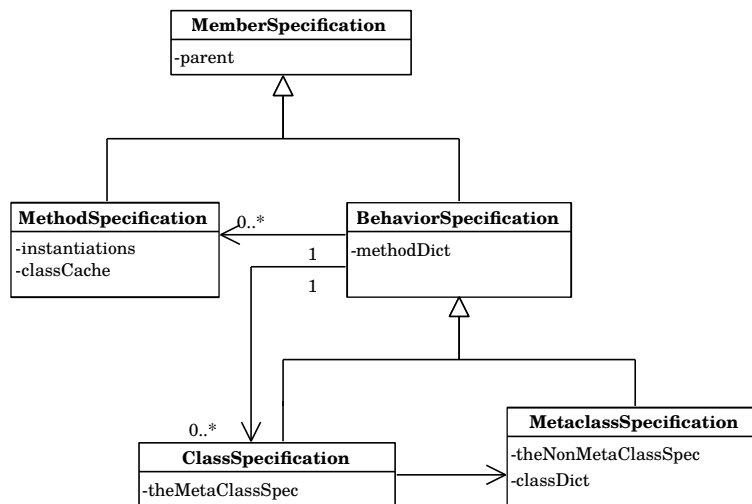 MemberSpecification
-parent
MethodSpecification
-instantiations
-classCache
0..*
BehaviorSpecification
-methodDict
1
1
0..*
ClassSpecification
-theMetaClassSpec
MetaclassSpecification
-theNonMetaClassSpec
-classDict